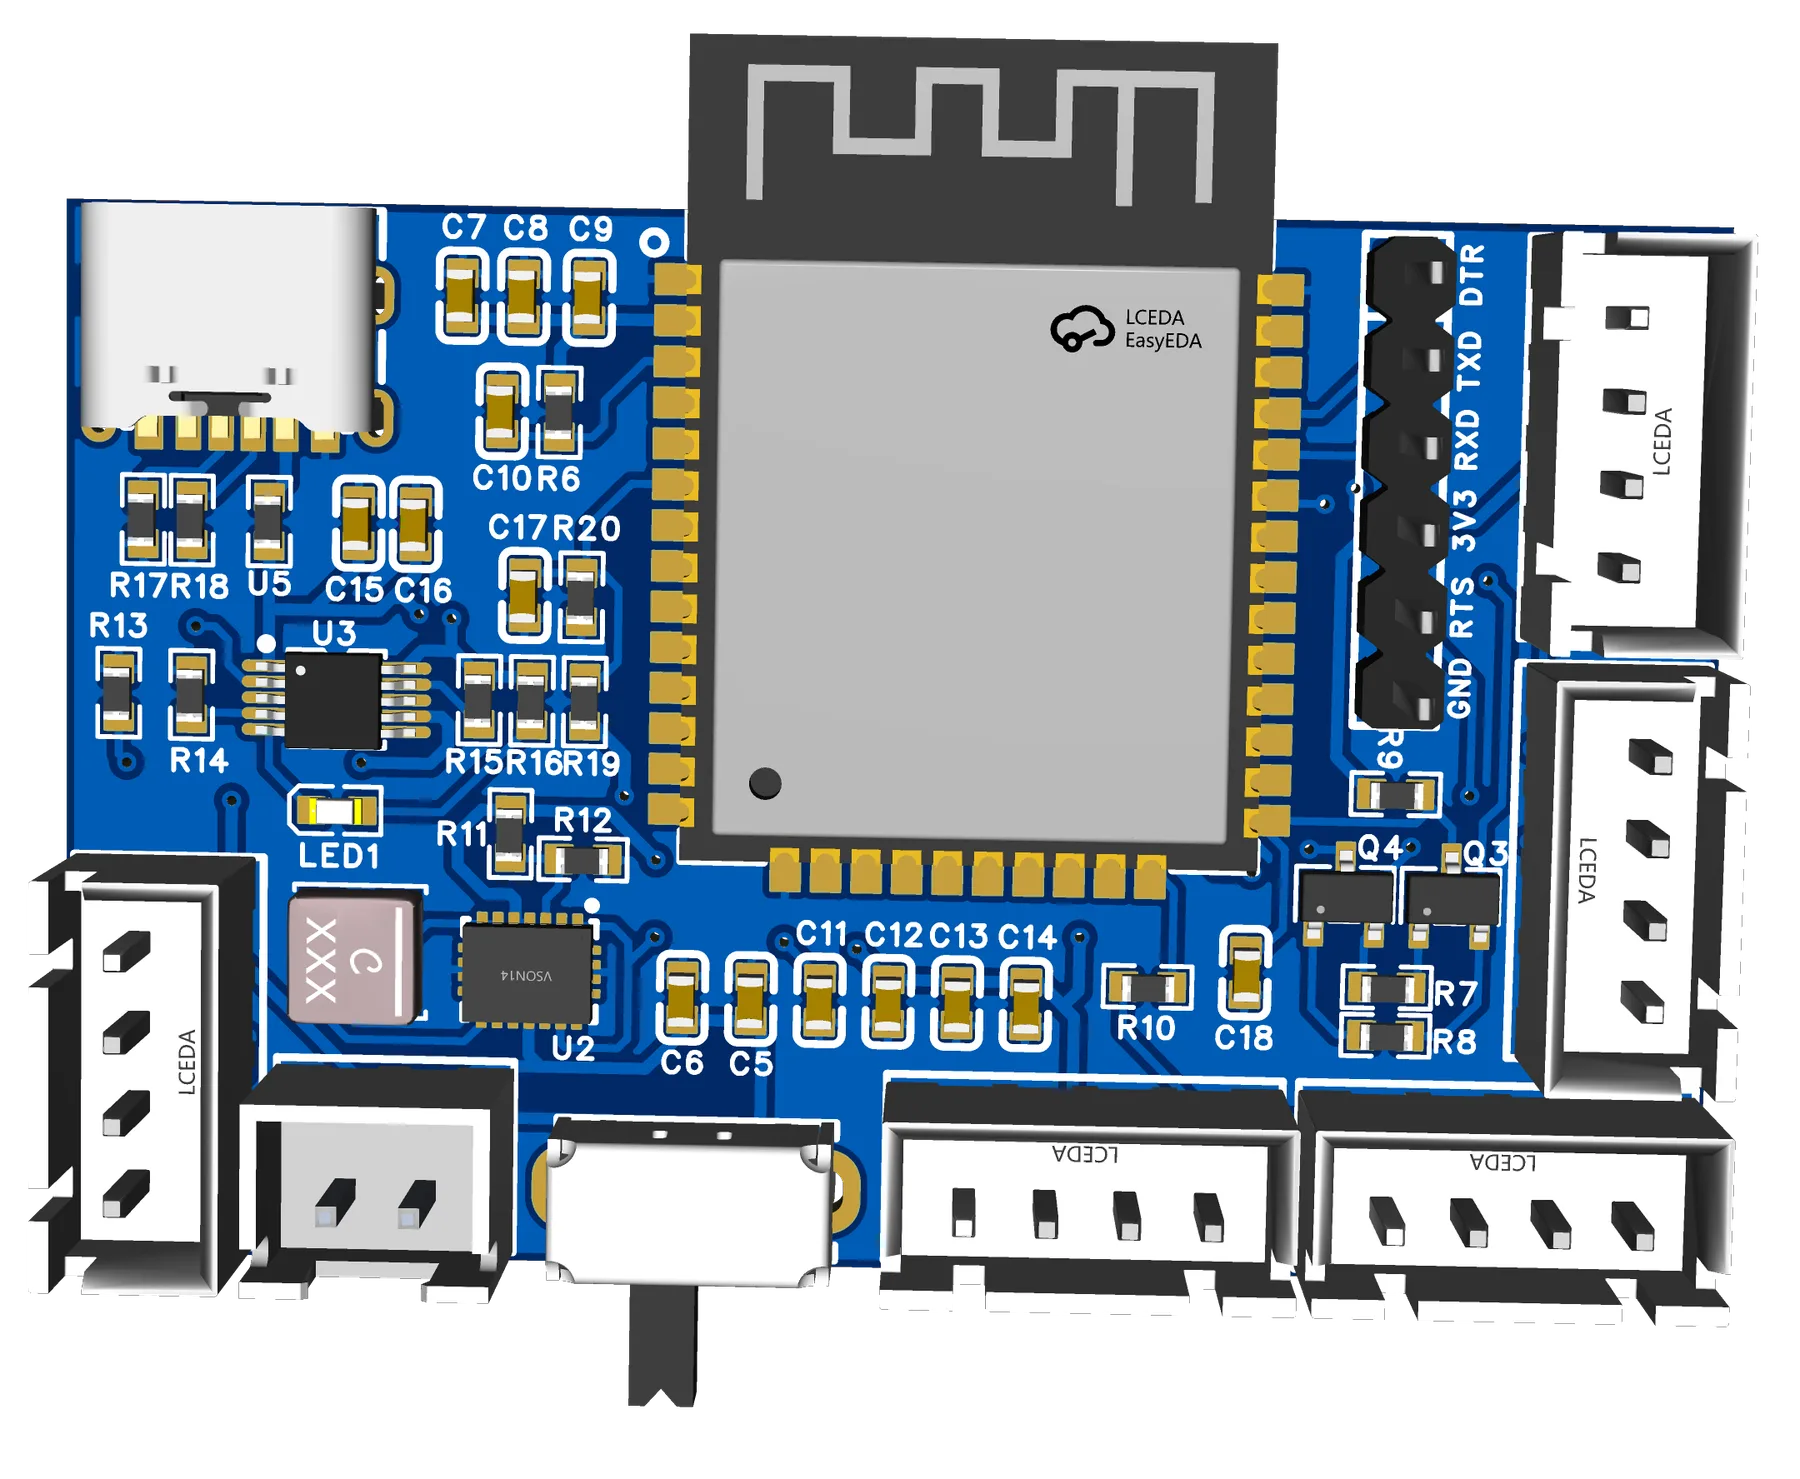 C7 C8 C9
LCEDA
EasyEDA
DTR
TXD
RXD
3V3
RTS
GND
LCEDA
C10 R6
C17 R20
R17 R18 U5 C15 C16
R13
U3
R14
R15 R16 R19
R9
R11
R12
LED1
Q4 Q3
LCEDA
C
XXX
VSON14
C11 C12 C13 C14
R7
R10
C18
R8
U2
C6 C5
LCEDA
LCEDA
LCEDA